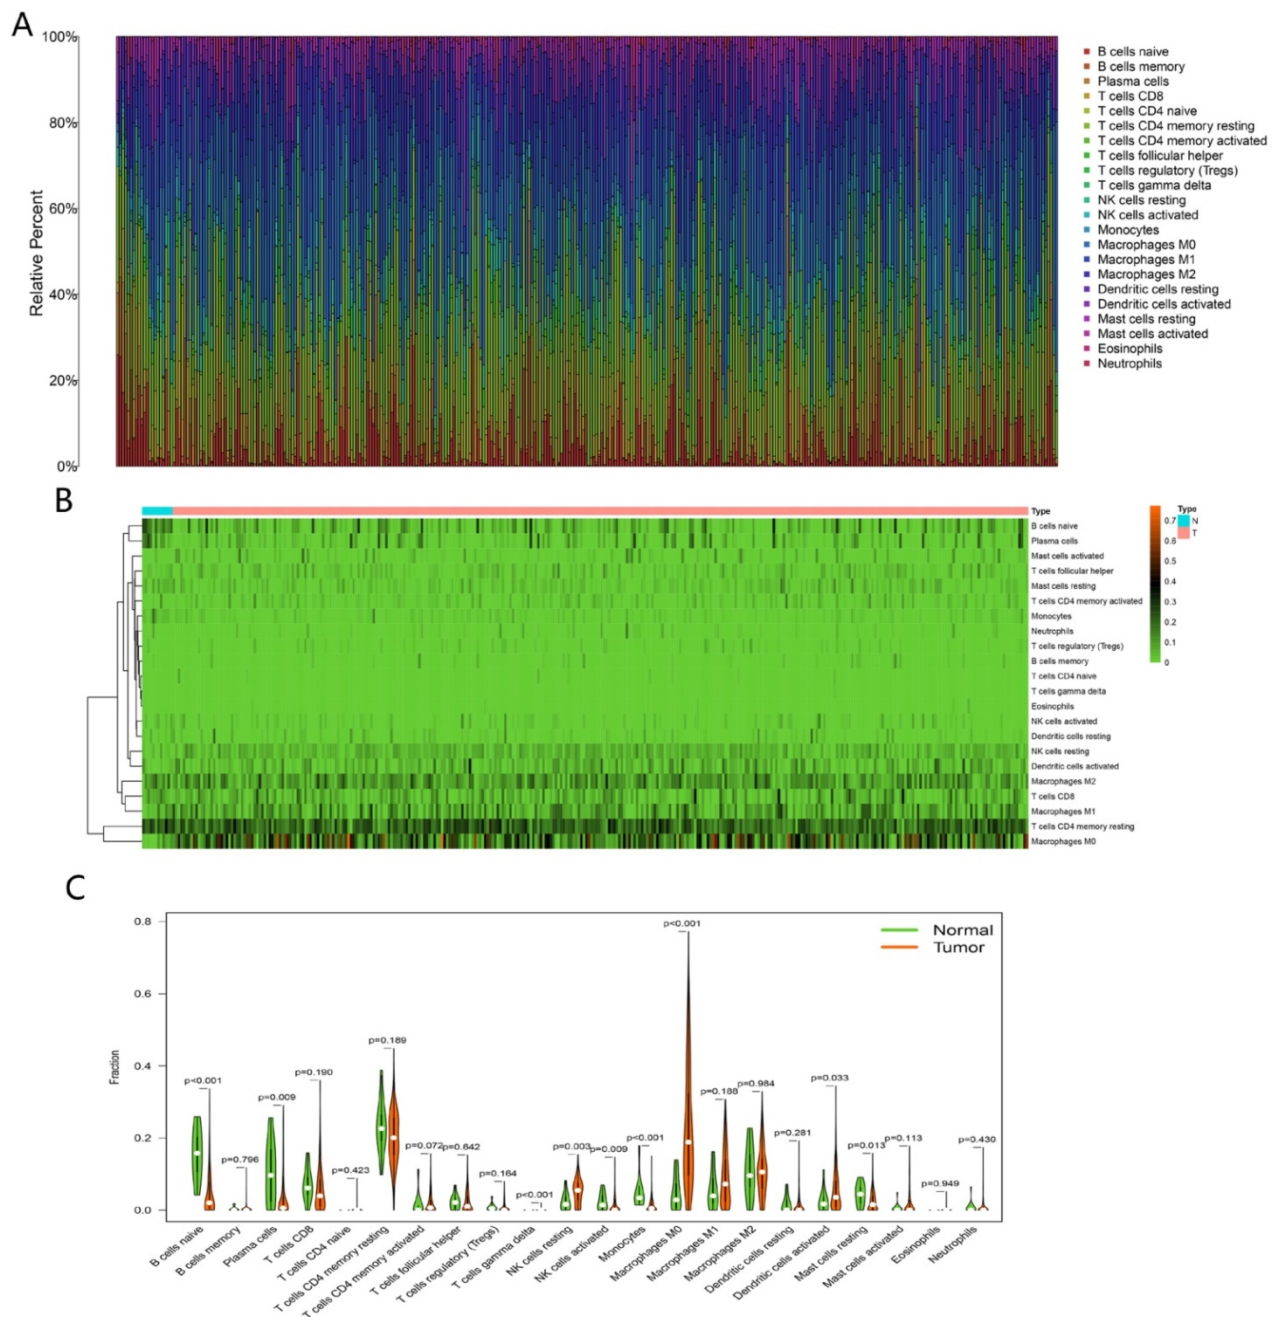 A
100%
80%
60%
40%
20%
0%
Relative Percent
B cells naive
B cells memory
Plasma cells
T cells CD8
T cells CD4 naive
T cells CD4 memory resting
T cells CD4 memory activated
T cells follicular helper
T cells regulatory (Tregs)
T cells gamma delta
NK cells resting
NK cells activated
Monocytes
Macrophages M0
Macrophages M1
Macrophages M2
Dendritic cells resting
Dendritic cells activated
Mast cells resting
Mast cells activated
Eosinophils
Neutrophils
B
Type
B cells naive
Plasma cells
Mast cells activated
T cells follicular helper
Mast cells resting
T cells CD4 memory activated
Monocytes
Neutrophils
T cells regulatory (Tregs)
B cells memory
T cells CD4 naive
T cells gamma delta
Eosinophils
NK cells activated
Dendritic cells resting
NK cells resting
Dendritic cells activated
Macrophages M2
T cells CD8
Macrophages M1
T cells CD4 memory resting
Macrophages M0
0.7
0.6
0.5
0.4
0.3
0.2
0.1
0
Type
N
T
C
0.8
0.6
0.4
0.2
0.0
Fraction
Normal
Tumor
p<0.001
p=0.796
p=0.009
p=0.190
p=0.423
p=0.189
p=0.072
p=0.642
p=0.164
p<0.001
p=0.003
p=0.009
p<0.001
p<0.001
p=0.188
p=0.984
p=0.281
p=0.033
p=0.013
p=0.113
p=0.949
p=0.430
B cells naive
B cells memory
Plasma cells
T cells CD8
T cells CD4 naive
T cells CD4 memory resting
T cells CD4 memory activated
T cells follicular helper
T cells regulatory (Tregs)
T cells gamma delta
NK cells resting
NK cells activated
Monocytes
Macrophages M0
Macrophages M1
Macrophages M2
Dendritic cells resting
Dendritic cells activated
Mast cells resting
Mast cells activated
Eosinophils
Neutrophils